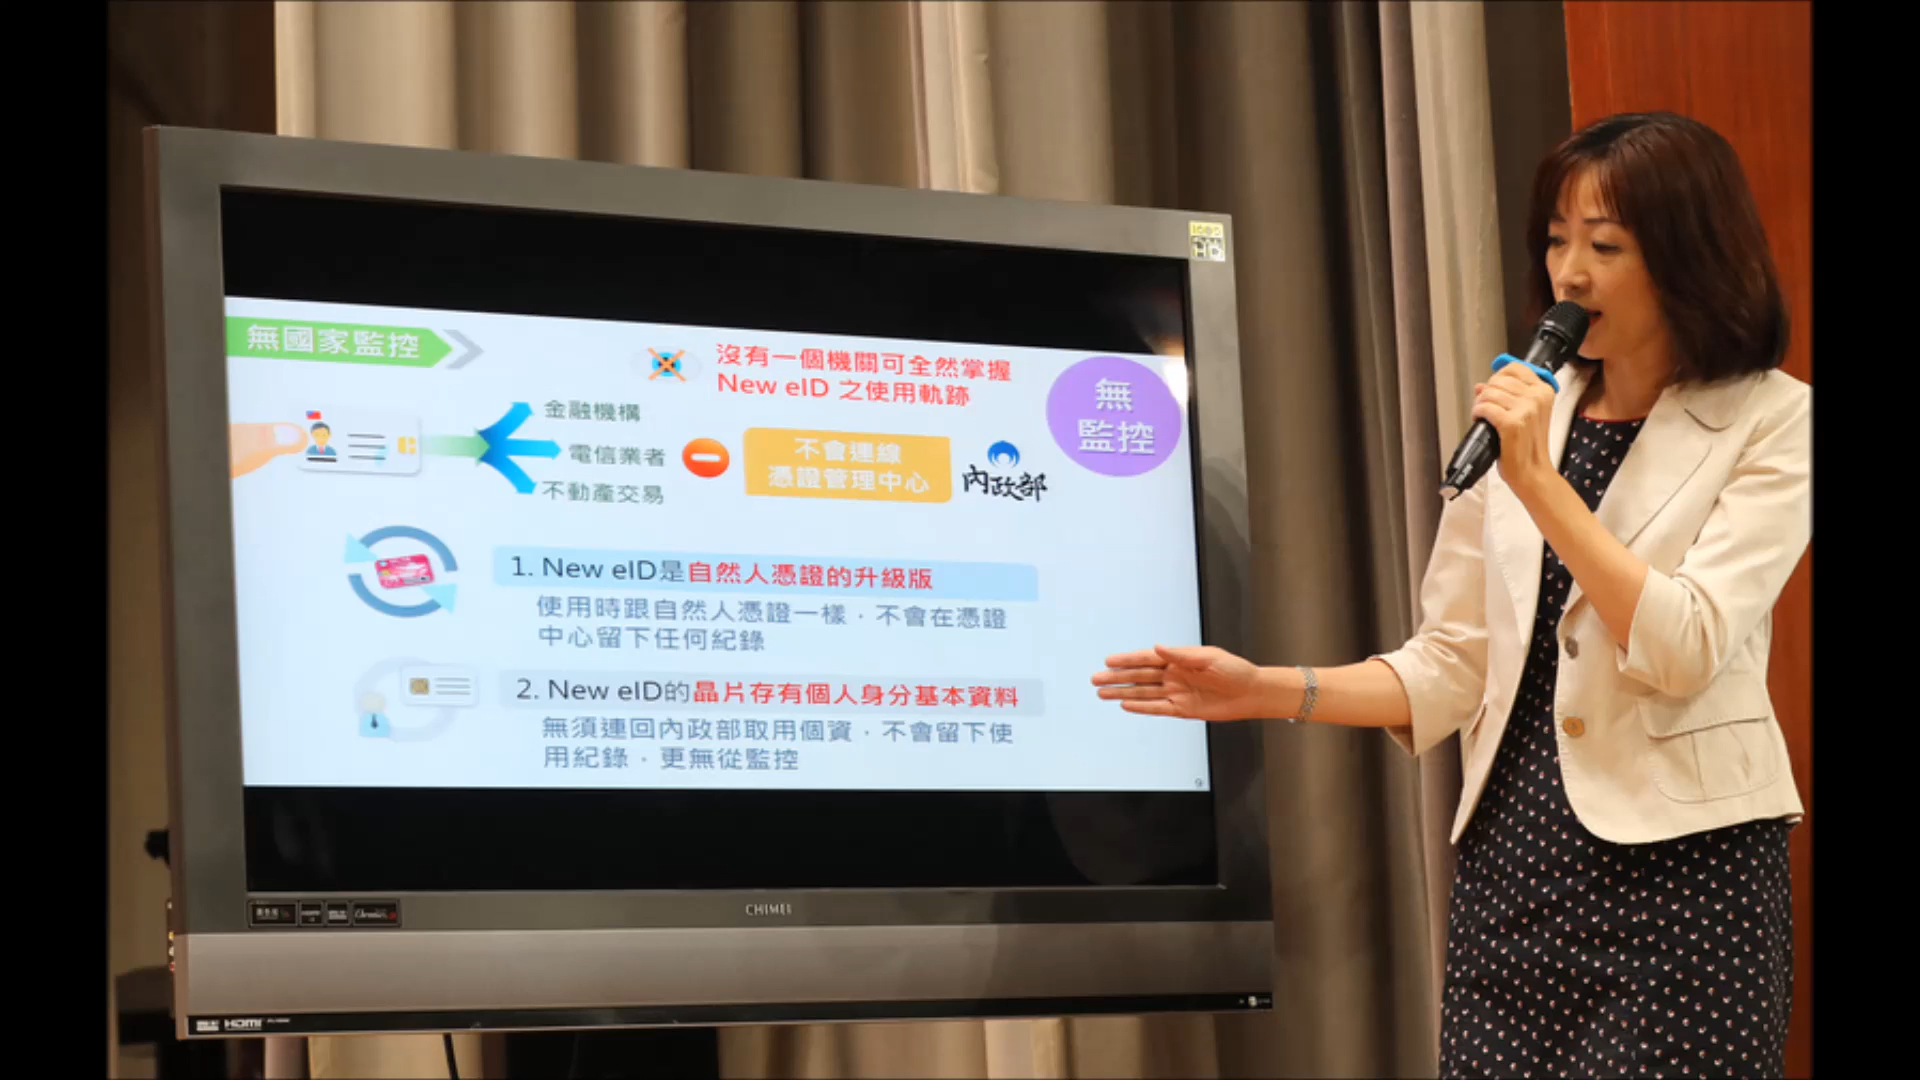 無國家監控
沒有一個機關可全然掌握
New eID 之使用軌跡
無
監控
金融機構
電信業者
不動產交易
不會連線
憑證管理中心
內政部
1. New eID是自然人憑證的升級版
使用時跟自然人憑證一樣，不會在憑證
中心留下任何紀錄
2. New eID的晶片存有個人身分基本資料
無須連回內政部取用個資，不會留下使
用紀錄，更無從監控
9
CHIMEI
HDMI